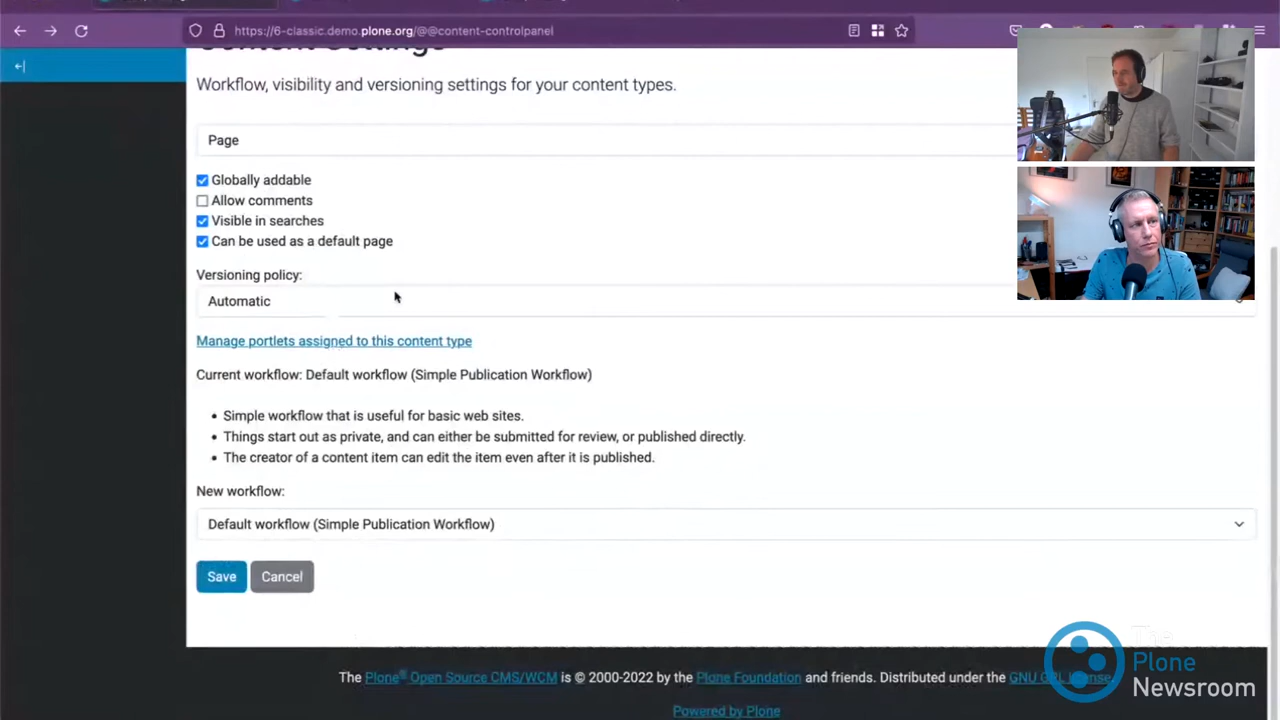 https://6-classic.demo.plone.org/@@content-controlpanel
Content Settings
Workflow, visibility and versioning settings for your content types.
Page
Globally addable
Allow comments
Visible in searches
Can be used as a default page
Versioning policy:
Automatic
Manage portlets assigned to this content type
Current workflow: Default workflow (Simple Publication Workflow)
• Simple workflow that is useful for basic web sites.
• Things start out as private, and can either be submitted for review, or published directly.
• The creator of a content item can edit the item even after it is published.
New workflow:
Default workflow (Simple Publication Workflow)
Save Cancel
The Plone® Open Source CMS/WCM is © 2000-2022 by the Plone Foundation and friends. Distributed under the GNU GPL license.
Powered by Plone
The
Plone
Newsroom